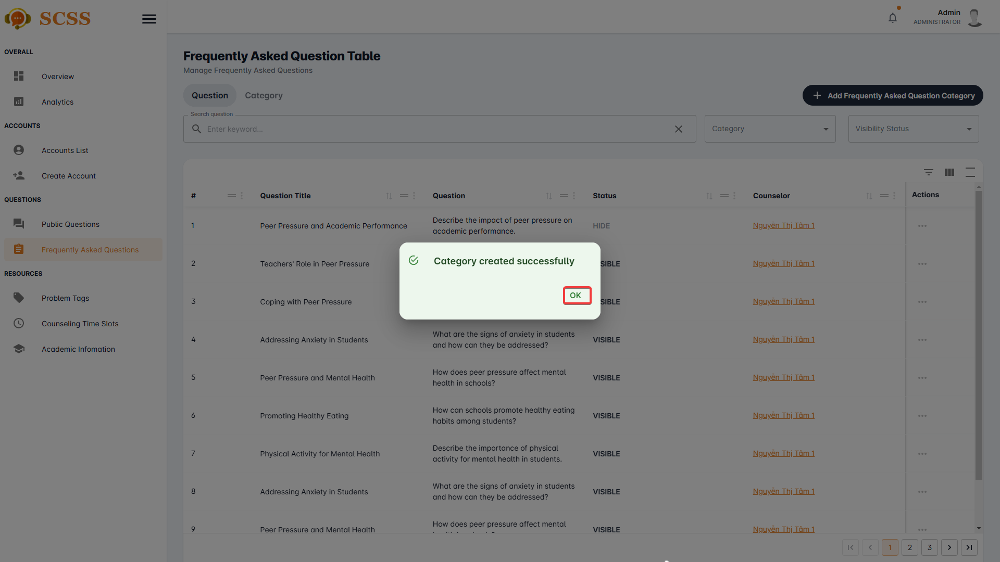 SCSS
Admin
ADMINISTRATOR
OVERALL
Overview
Analytics
ACCOUNTS
Accounts List
Create Account
QUESTIONS
Public Questions
Frequently Asked Questions
RESOURCES
Problem Tags
Counseling Time Slots
Academic Infomation
Frequently Asked Question Table
Manage Frequently Asked Questions
Question Category
Add Frequently Asked Question Category
Search question
Enter keyword...
Category
Visibility Status
# Question Title Question Status Counselor Actions
1 Peer Pressure and Academic Performance Describe the impact of peer pressure on HIDE Nguyễn Thị Tâm 1
academic performance.
2 Teachers' Role in Peer Pressure SIBLE Nguyễn Thị Tâm 1
3 Coping with Peer Pressure SIBLE Nguyễn Thị Tâm 1
Category created successfully
OK
4 Addressing Anxiety in Students What are the signs of anxiety in students VISIBLE Nguyễn Thị Tâm 1
and how can they be addressed?
5 Peer Pressure and Mental Health How does peer pressure affect mental VISIBLE Nguyễn Thị Tâm 1
health in schools?
6 Promoting Healthy Eating How can schools promote healthy eating VISIBLE Nguyễn Thị Tâm 1
habits among students?
7 Physical Activity for Mental Health Describe the importance of physical VISIBLE Nguyễn Thị Tâm 1
activity for mental health in students.
8 Addressing Anxiety in Students What are the signs of anxiety in students VISIBLE Nguyễn Thị Tâm 1
and how can they be addressed?
9 Peer Pressure and Mental Health How does peer pressure affect mental VISIBLE Nguyễn Thị Tâm 1
1 2 3